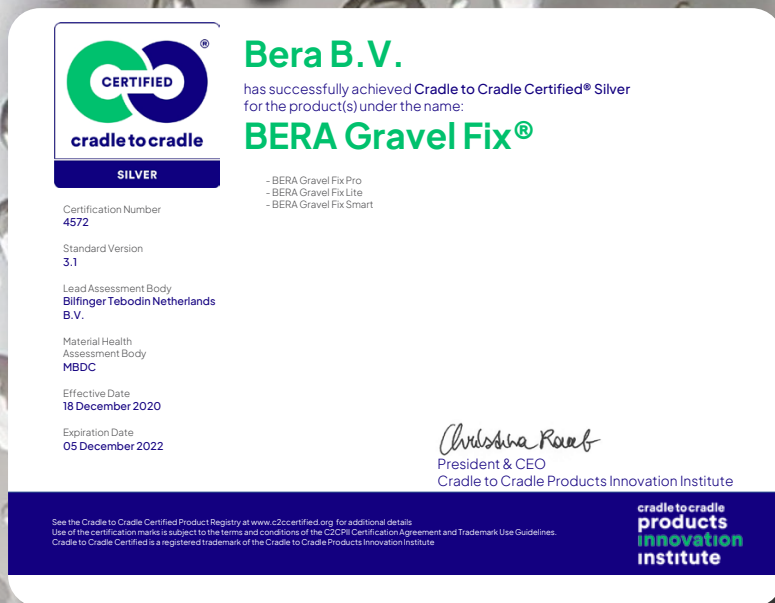 ®
CERTIFIED
cradle to cradle
SILVER
Bera B.V.
has successfully achieved Cradle to Cradle Certified® Silver
for the product(s) under the name:
BERA Gravel Fix®
- BERA Gravel Fix Pro
- BERA Gravel Fix Lite
- BERA Gravel Fix Smart
Certification Number
4572
Standard Version
3.1
Lead Assessment Body
Bilfinger Tebodin Netherlands
B.V.
Material Health
Assessment Body
MBDC
Effective Date
18 December 2020
Expiration Date
05 December 2022
Christina Raab
President & CEO
Cradle to Cradle Products Innovation Institute
See the Cradle to Cradle Certified Product Registry at www.c2ccertified.org for additional details
Use of the certification marks is subject to the terms and conditions of the C2CPII Certification Agreement and Trademark Use Guidelines.
Cradle to Cradle Certified is a registered trademark of the Cradle to Cradle Products Innovation Institute
cradle to cradle
products
innovation
institute